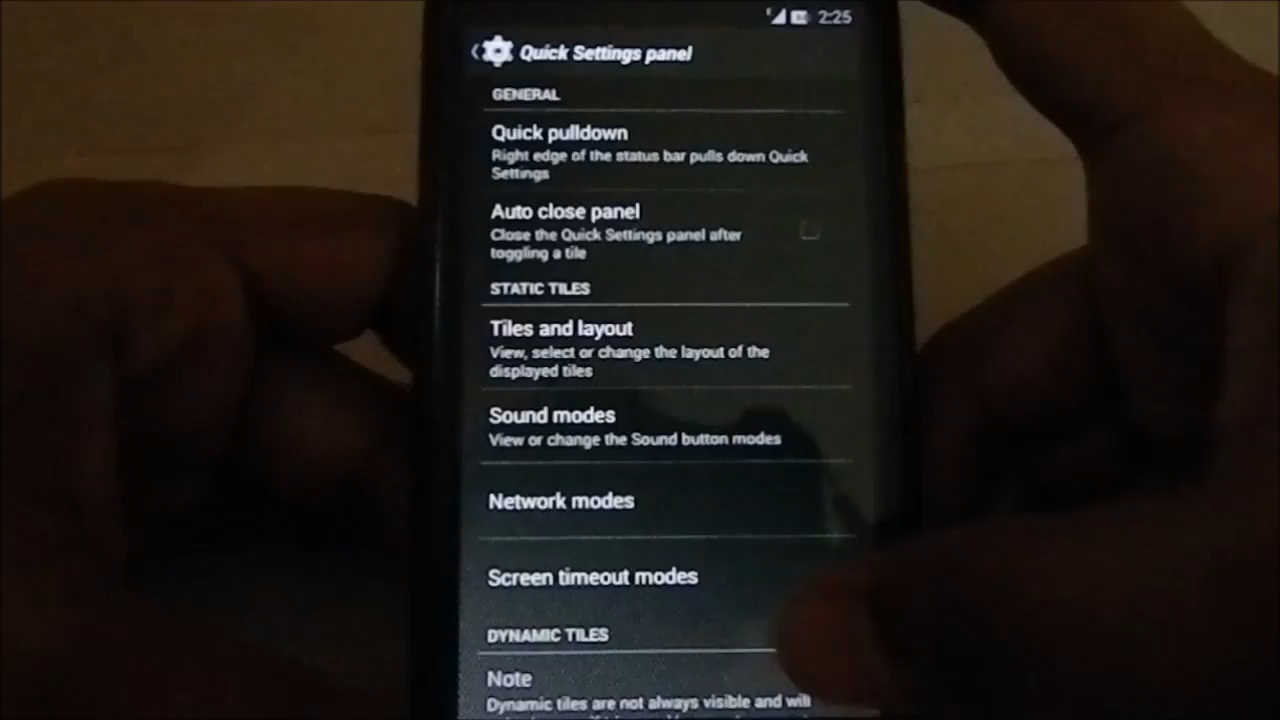 2:25
Quick Settings panel
GENERAL
Quick pulldown
Right edge of the status bar pulls down Quick
Settings
Auto close panel
Close the Quick Settings panel after
toggling a tile
STATIC TILES
Tiles and layout
View, select or change the layout of the
displayed tiles
Sound modes
View or change the Sound button modes
Network modes
Screen timeout modes
DYNAMIC TILES
Note
Dynamic tiles are not always visible and will